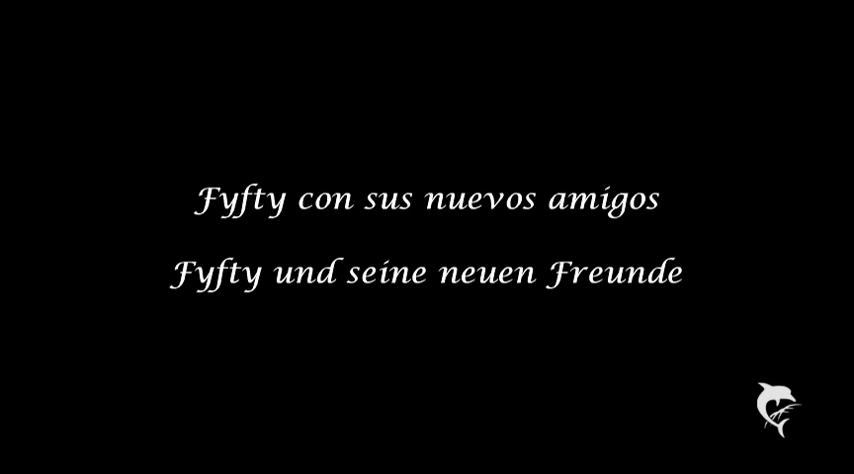 Fyfty con sus nuevos amigos
Fyfty und seine neuen Freunde